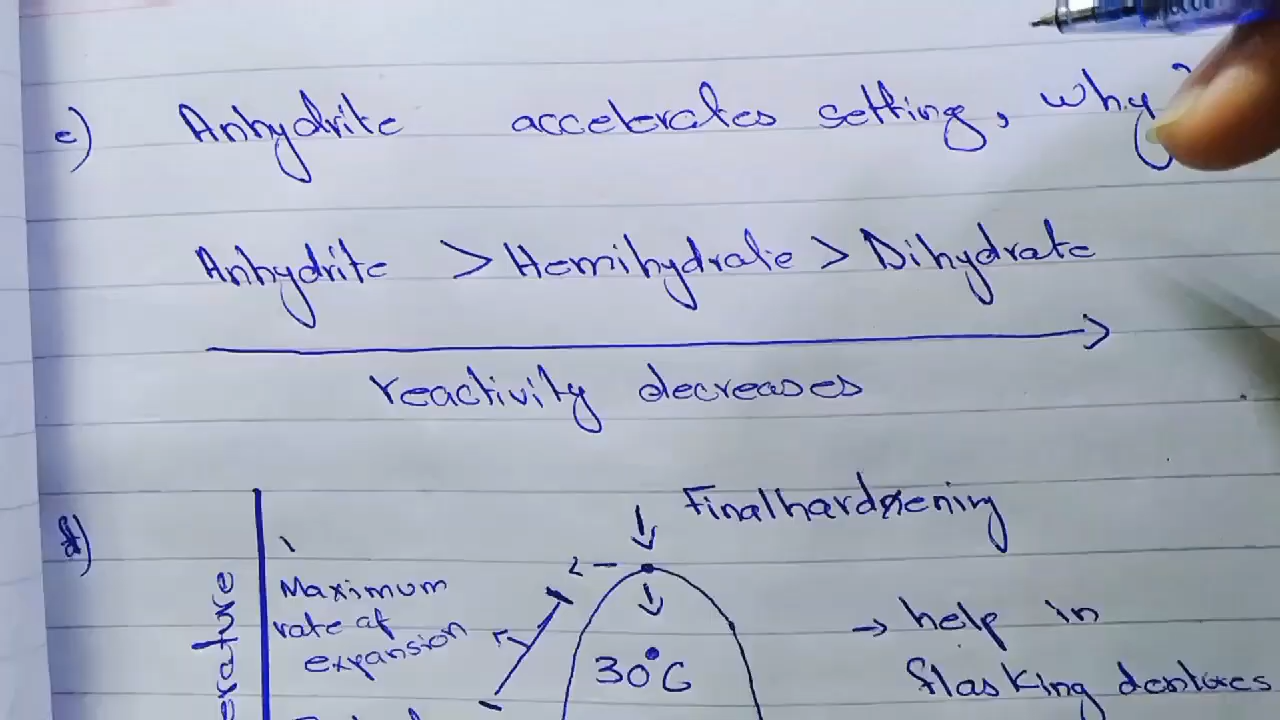 e) Anhydrite accelerates setting, why?
Anhydrite > Hemihydrate > Dihydrate
reactivity decreases
f)
Final hardening
2 -
Maximum
rate of
expansion
30°C
→ help in
flasking dentures